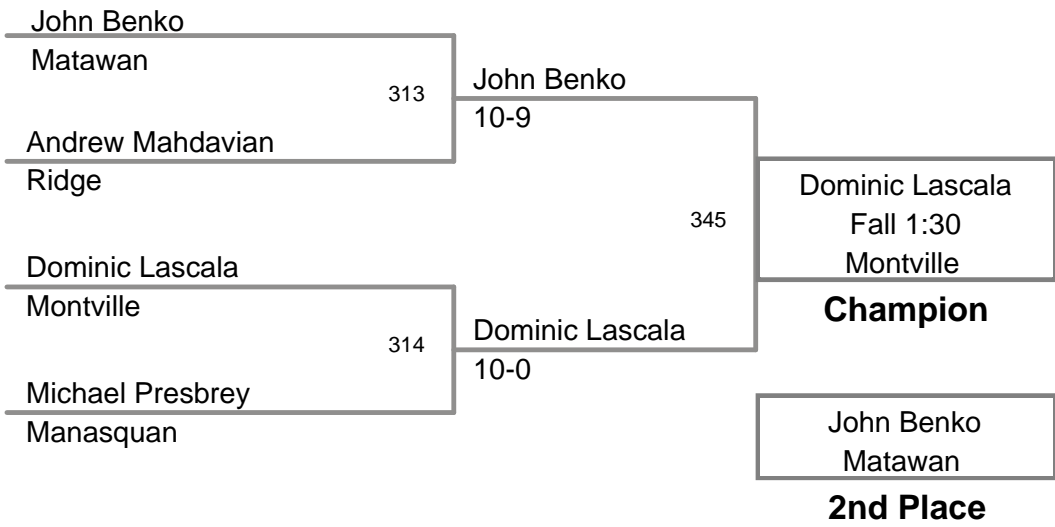 John Benko
Matawan
313
Andrew Mahdavian
Ridge
Dominic Lascala
Montville
314
Michael Presbrey
Manasquan
John Benko
10-9
345
Dominic Lascala
10-0
Dominic Lascala
Fall 1:30
Montville
Champion
John Benko
Matawan
2nd Place